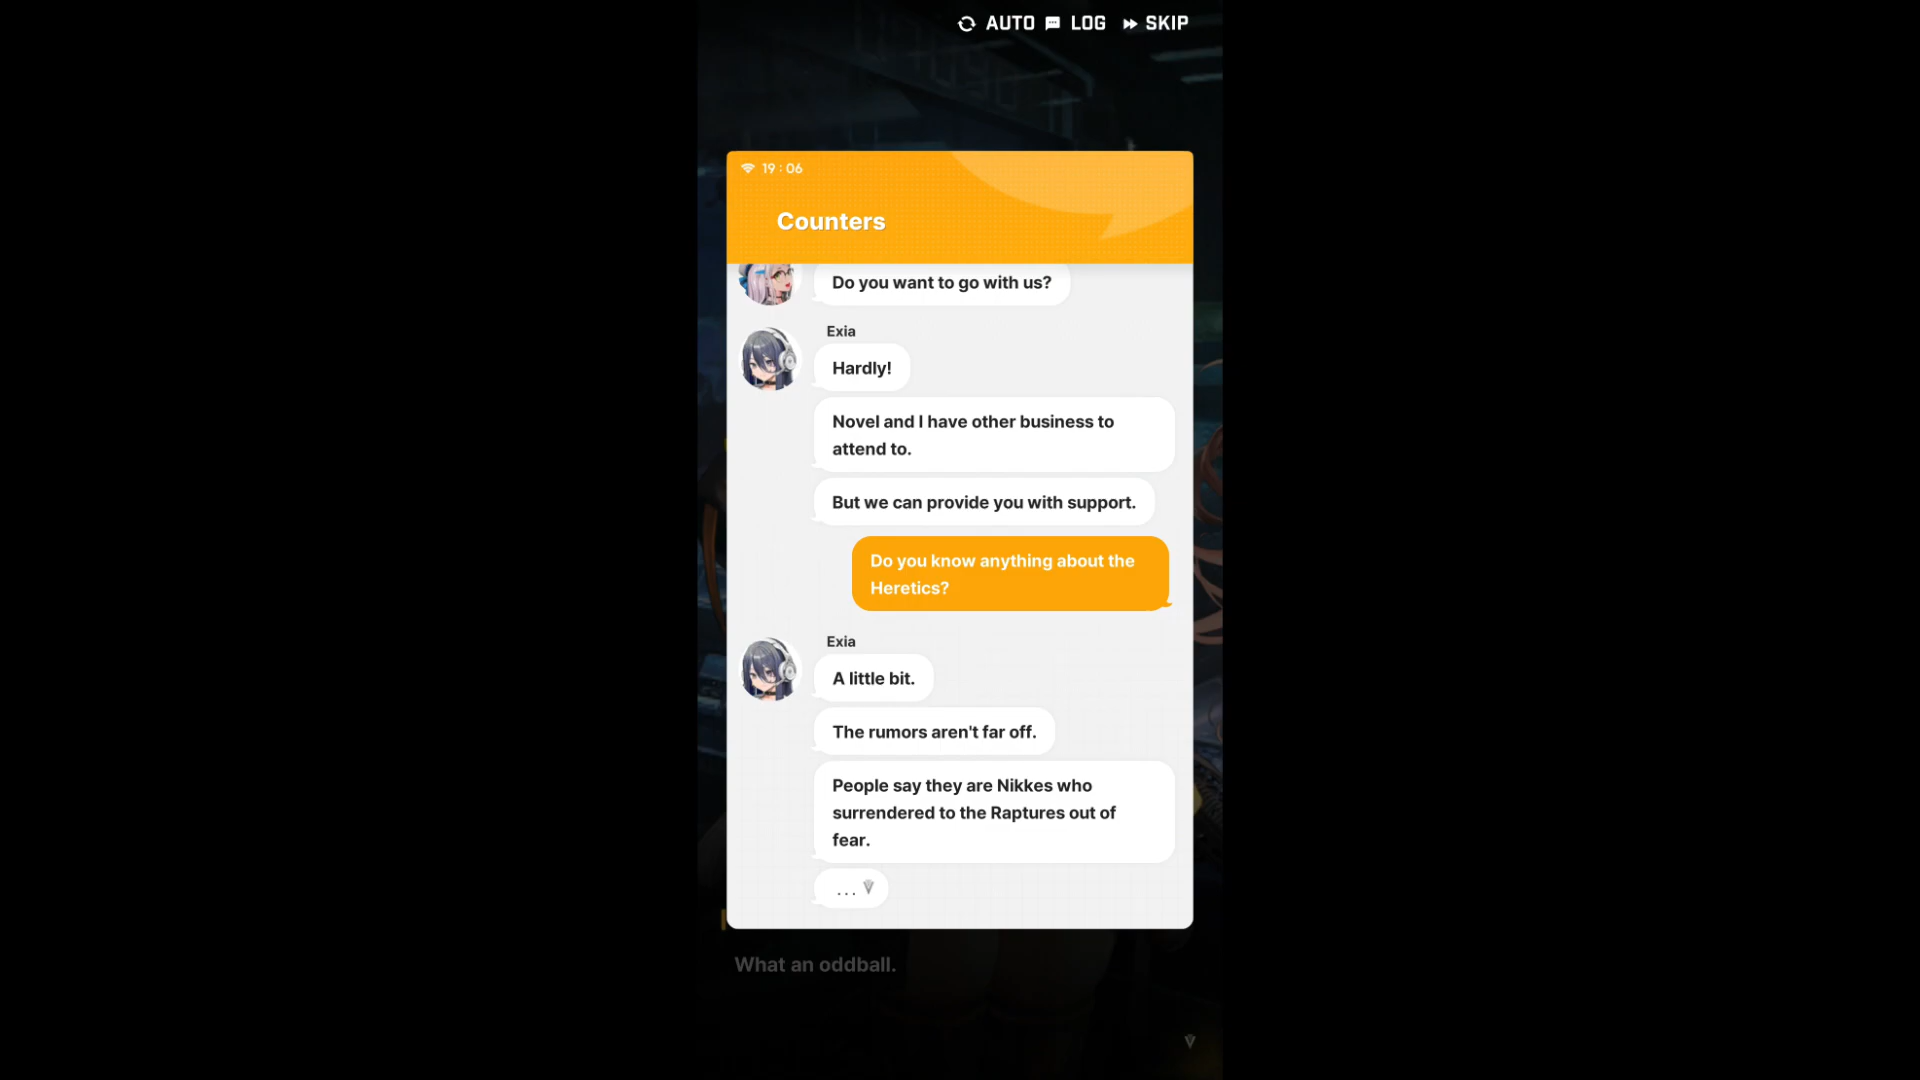 AUTO LOG SKIP
19 : 06
Counters
Do you want to go with us?
Exia
Hardly!
Novel and I have other business to
attend to.
But we can provide you with support.
Do you know anything about the
Heretics?
Exia
A little bit.
The rumors aren't far off.
People say they are Nikkes who
surrendered to the Raptures out of
fear.
...
What an oddball.